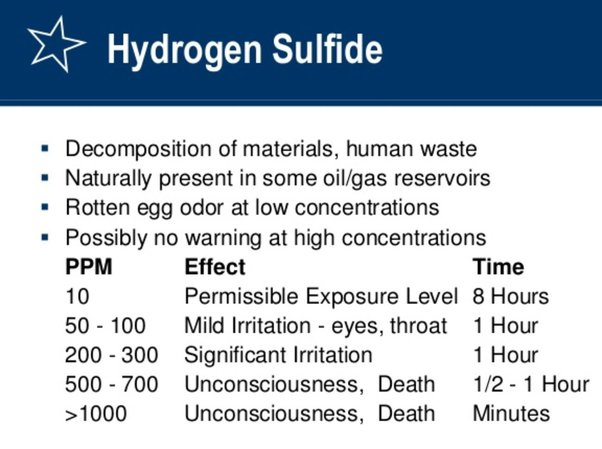 Hydrogen Sulfide
▪ Decomposition of materials, human waste
▪ Naturally present in some oil/gas reservoirs
▪ Rotten egg odor at low concentrations
▪ Possibly no warning at high concentrations
PPM Effect Time
10 Permissible Exposure Level 8 Hours
50 - 100 Mild Irritation - eyes, throat 1 Hour
200 - 300 Significant Irritation 1 Hour
500 - 700 Unconsciousness, Death 1/2 - 1 Hour
>1000 Unconsciousness, Death Minutes